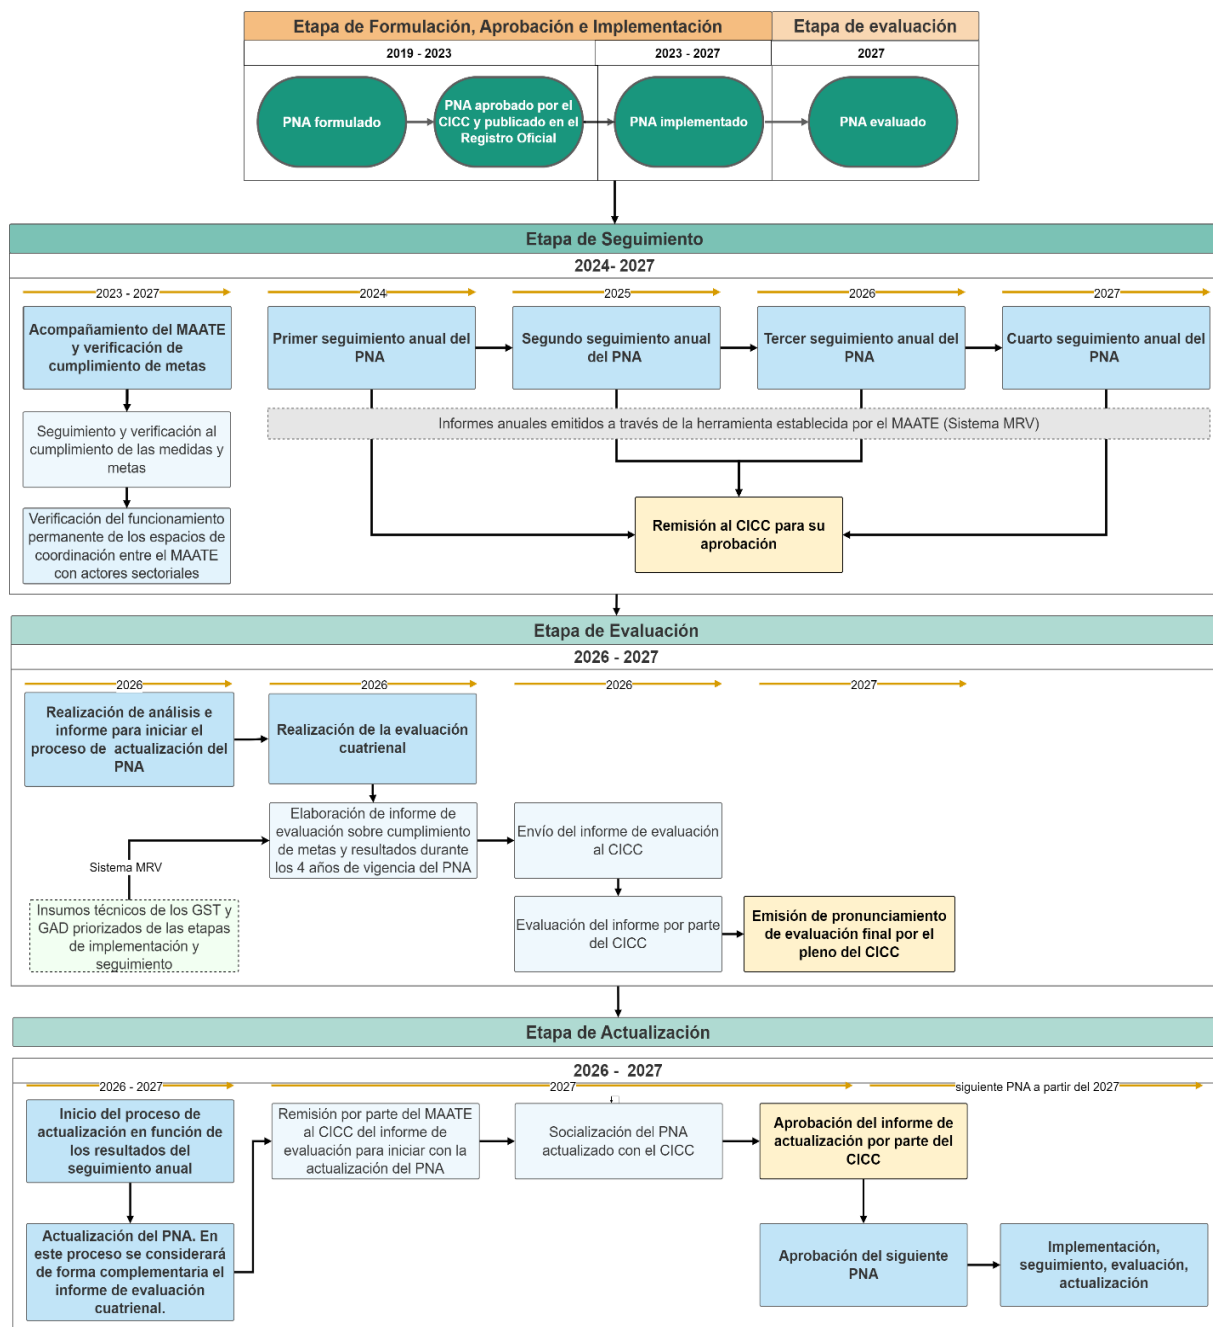 Etapa de Formulación, Aprobación e Implementación
Etapa de evaluación
2019 - 2023
2023 - 2027
2027
PNA formulado
PNA aprobado por el
CICC y publicado en el
Registro Oficial
PNA implementado
PNA evaluado
Etapa de Seguimiento
2024- 2027
2023 - 2027
2024
2025
2026
2027
Acompañamiento del MAATE
y verificación de
cumplimiento de metas
Primer seguimiento anual del
PNA
Segundo seguimiento anual
del PNA
Tercer seguimiento anual del
PNA
Cuarto seguimiento anual del
PNA
Informes anuales emitidos a través de la herramienta establecida por el MAATE (Sistema MRV)
Seguimiento y verificación al
cumplimiento de las medidas y
metas
Verificación del funcionamiento
permanente de los espacios de
coordinación entre el MAATE
con actores sectoriales
Remisión al CICC para su
aprobación
Etapa de Evaluación
2026 - 2027
2026
2026
2026
2027
Realización de análisis e
informe para iniciar el
proceso de actualización del
PNA
Realización de la evaluación
cuatrienal
Elaboración de informe de
evaluación sobre cumplimiento
de metas y resultados durante
los 4 años de vigencia del PNA
Envío del informe de evaluación
al CICC
Sistema MRV
Insumos técnicos de los GST y
GAD priorizados de las etapas
de implementación y
seguimiento
Evaluación del informe por parte
del CICC
Emisión de pronunciamiento
de evaluación final por el
pleno del CICC
Etapa de Actualización
2026 - 2027
2026 - 2027
2027
siguiente PNA a partir del 2027
Inicio del proceso de
actualización en función de
los resultados del
seguimiento anual
Remisión por parte del MAATE
al CICC del informe de
evaluación para iniciar con la
actualización del PNA
Socialización del PNA
actualizado con el CICC
Aprobación del informe de
actualización por parte del
CICC
Actualización del PNA. En
este proceso se considerará
de forma complementaria el
informe de evaluación
cuatrienal.
Aprobación del siguiente
PNA
Implementación,
seguimiento, evaluación,
actualización